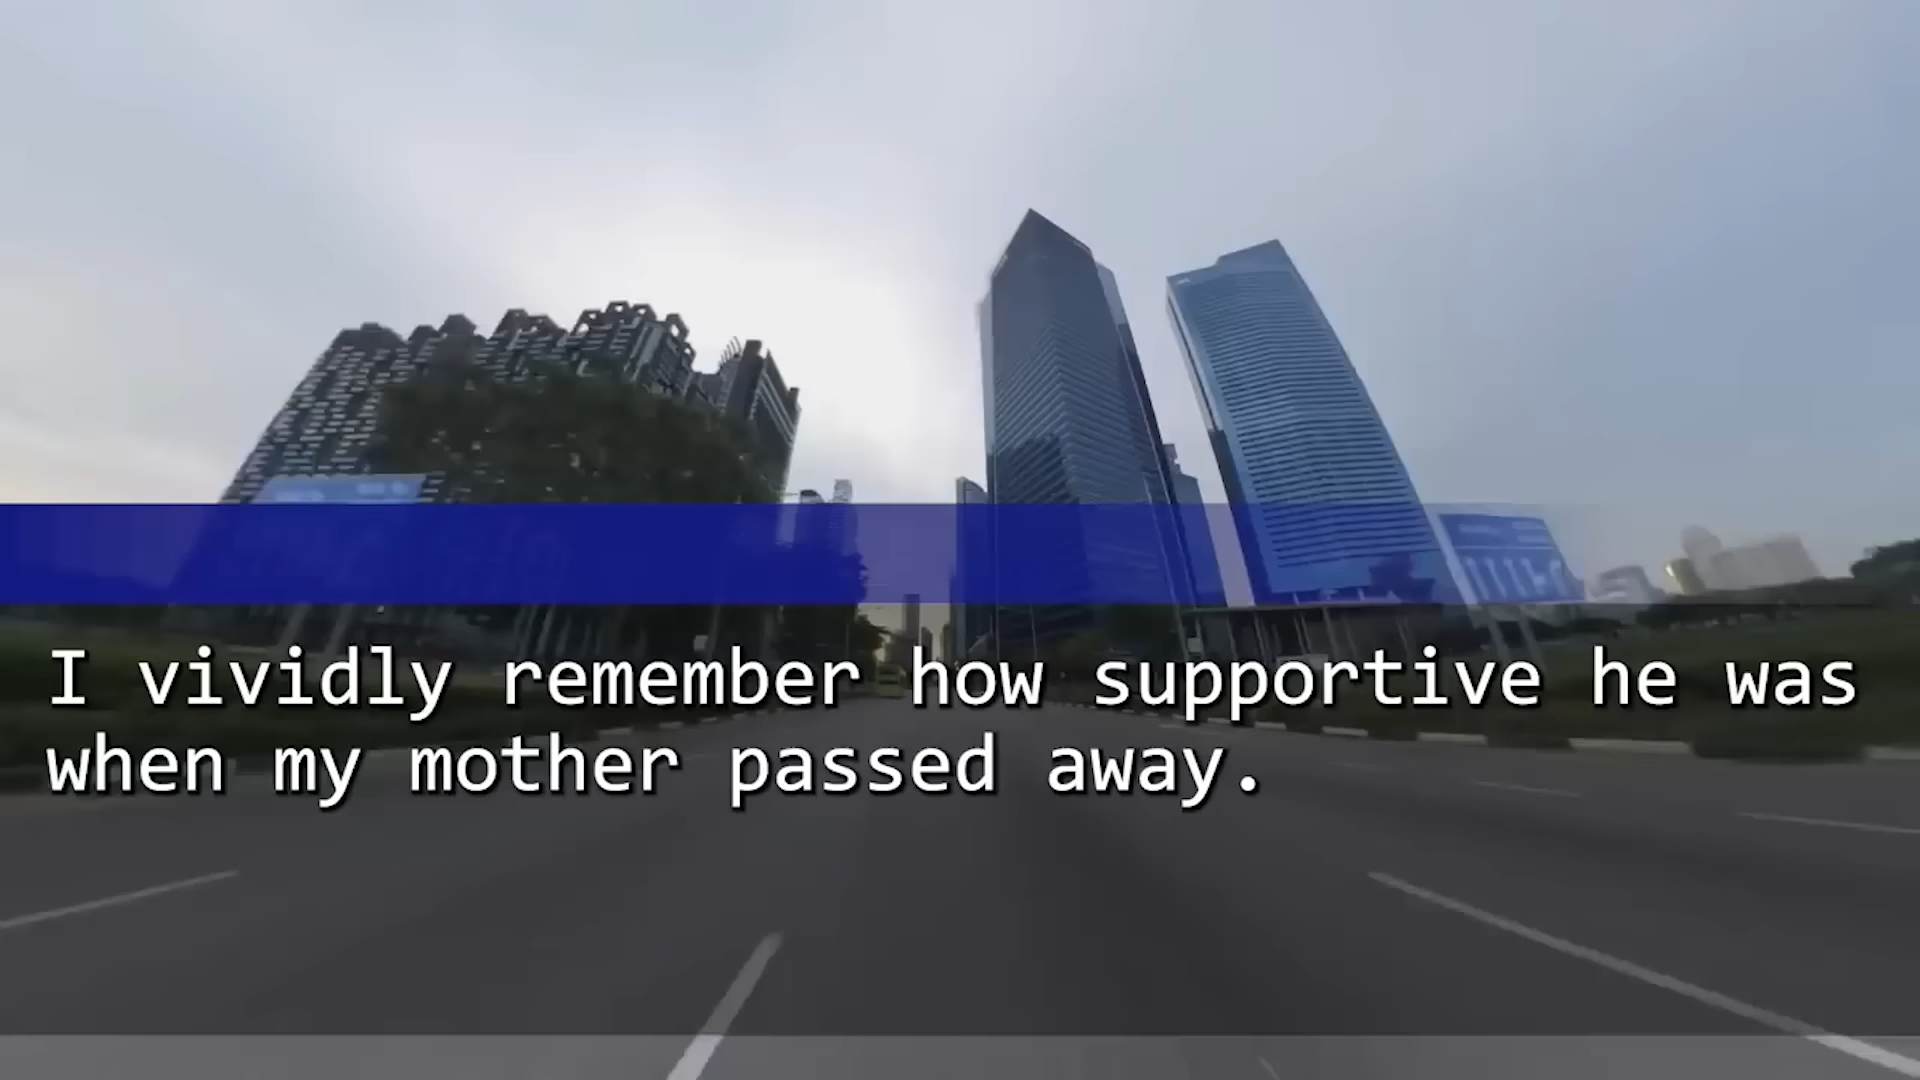 I vividly remember how supportive he was
when my mother passed away.